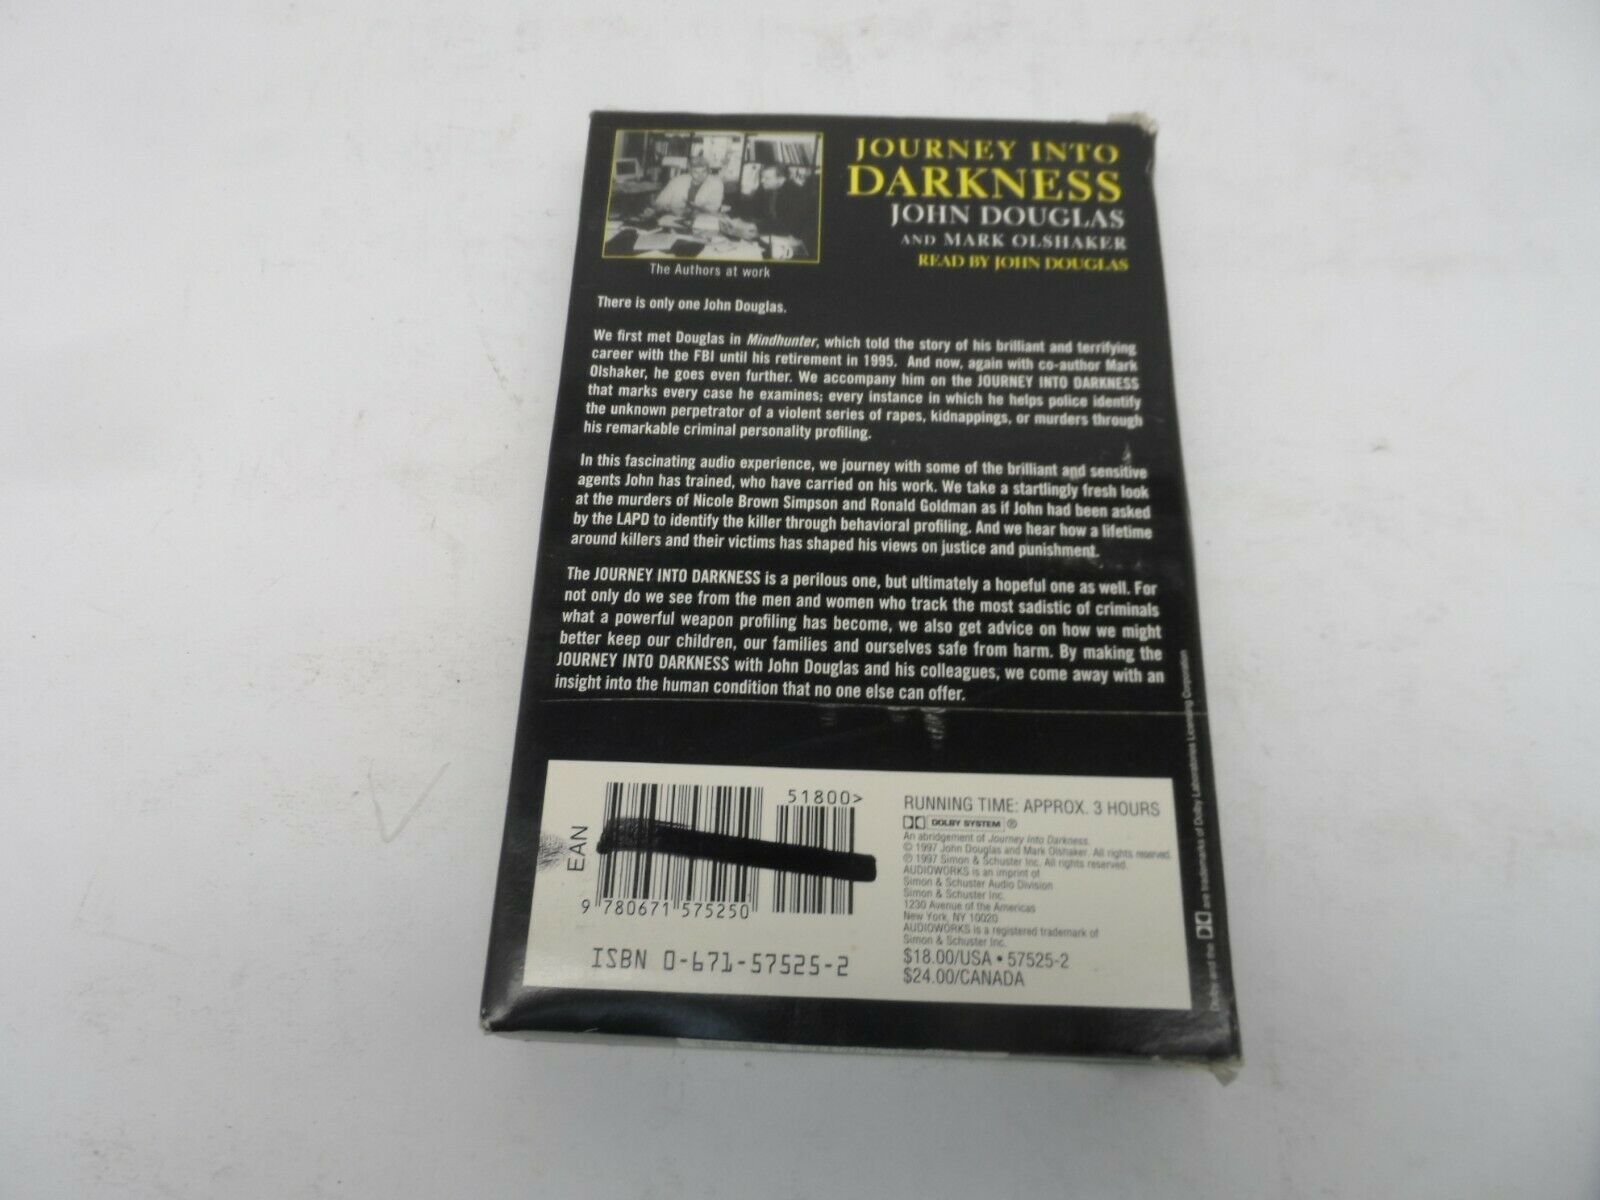 JOURNEY INTO
DARKNESS
JOHN DOUGLAS
AND MARK OLSHAKER
READ BY JOHN DOUGLAS
The Authors at work
There is only one John Douglas.
We first met Douglas in Mindhunter, which told the story of his brilliant and terrifying
career with the FBI until his retirement in 1995. And now, again with co-author Mark
Olshaker, he goes even further. We accompany him on the JOURNEY INTO DARKNESS
that marks every case he examines; every instance in which he helps police identify
the unknown perpetrator of a violent series of rapes, kidnappings, or murders through
his remarkable criminal personality profiling.
In this fascinating audio experience, we journey with some of the brilliant and sensitive
agents John has trained, who have carried on his work. We take a startlingly fresh look
at the murders of Nicole Brown Simpson and Ronald Goldman as if John had been asked
by the LAPD to identify the killer through behavioral profiling. And we hear how a lifetime
around killers and their victims has shaped his views on justice and punishment.
The JOURNEY INTO DARKNESS is a perilous one, but ultimately a hopeful one as well. For
not only do we see from the men and women who track the most sadistic of criminals
what a powerful weapon profiling has become, we also get advice on how we might
better keep our children, our families and ourselves safe from harm. By making the
JOURNEY INTO DARKNESS with John Douglas and his colleagues, we come away with an
insight into the human condition that no one else can offer.
EAN
51800>
9 780671 575250
ISBN 0-671-57525-2
RUNNING TIME: APPROX. 3 HOURS
DOLBY SYSTEM ®
An abridgement of Journey Into Darkness.
© 1997 John Douglas and Mark Olshaker. All rights reserved.
℗ 1997 Simon & Schuster Inc. All rights reserved.
AUDIOWORKS is an imprint of
Simon & Schuster Audio Division
Simon & Schuster Inc.
1230 Avenue of the Americas
New York, NY 10020
AUDIOWORKS is a registered trademark of
Simon & Schuster Inc.
$18.00/USA • 57525-2
$24.00/CANADA
Dolby and the are trademarks of Dolby Laboratories Licensing Corporation